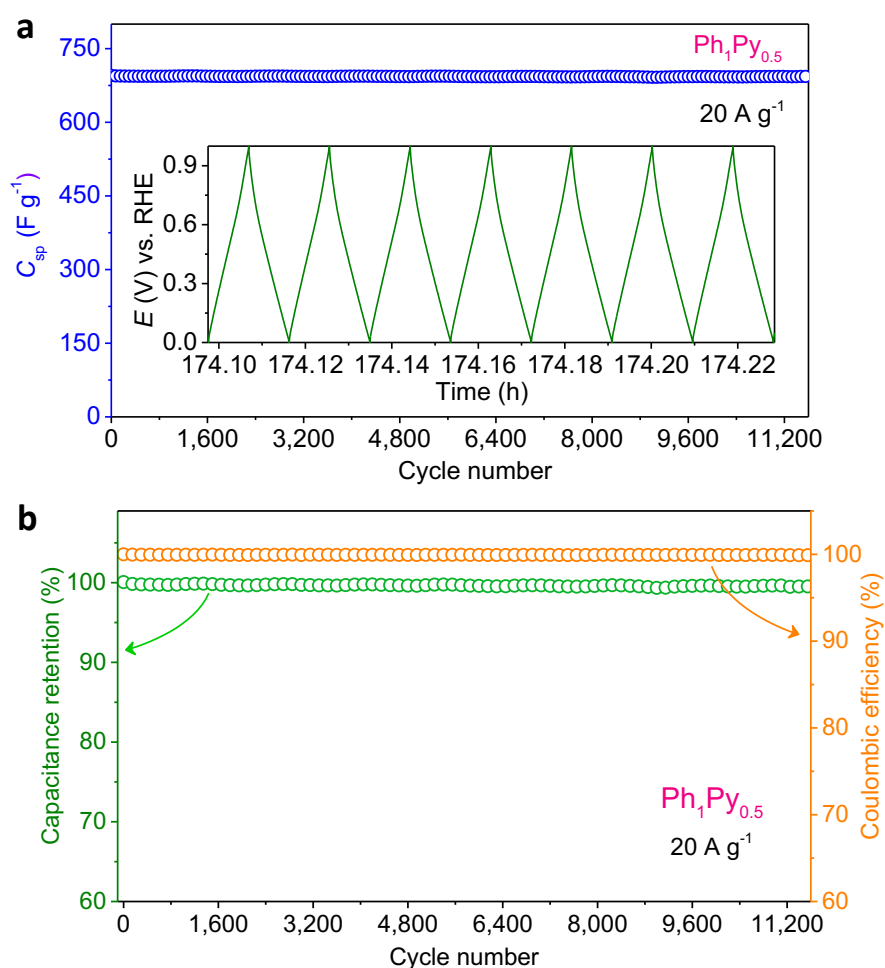 a
750
600
450
300
150
0
C_sp (F g⁻¹)
Ph₁Py₀.₅
20 A g⁻¹
0.9
0.6
0.3
0.0
E (V) vs. RHE
174.10 174.12 174.14 174.16 174.18 174.20 174.22
Time (h)
0 1,600 3,200 4,800 6,400 8,000 9,600 11,200
Cycle number
b
100
90
80
70
60
Capacitance retention (%)
100
90
80
70
60
Coulombic efficiency (%)
Ph₁Py₀.₅
20 A g⁻¹
0 1,600 3,200 4,800 6,400 8,000 9,600 11,200
Cycle number